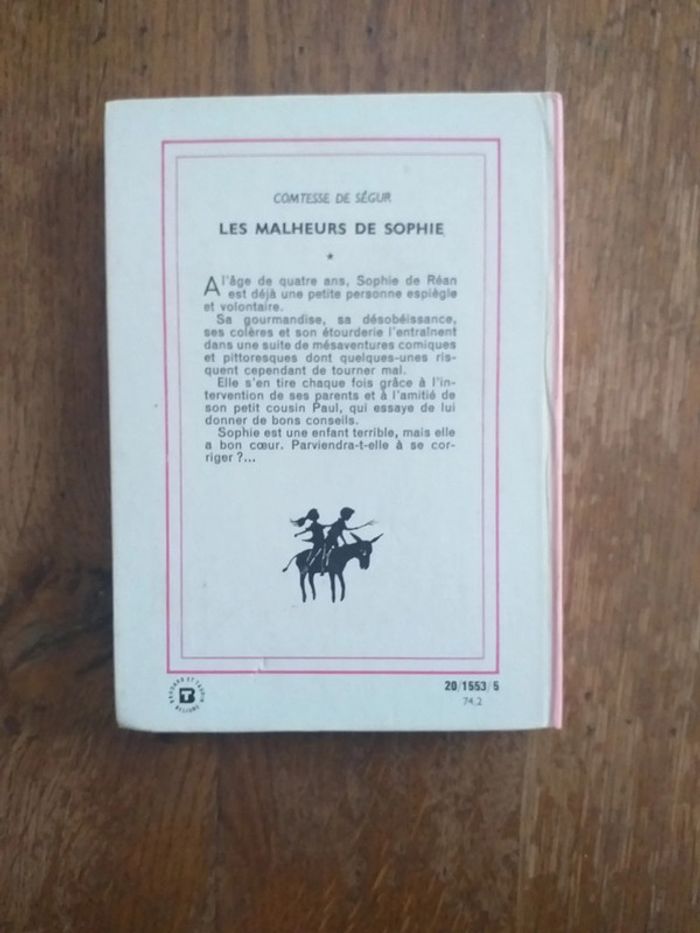 COMTESSE DE SÉGUR
LES MALHEURS DE SOPHIE
★
A l'âge de quatre ans, Sophie de Réan
est déjà une petite personne espiègle
et volontaire.
Sa gourmandise, sa désobéissance,
ses colères et son étourderie l'entraînent
dans une suite de mésaventures comiques
et pittoresques dont quelques-unes ris-
quent cependant de tourner mal.
Elle s'en tire chaque fois grâce à l'in-
tervention de ses parents et à l'amitié de
son petit cousin Paul, qui essaye de lui
donner de bons conseils.
Sophie est une enfant terrible, mais elle
a bon cœur. Parviendra-t-elle à se cor-
riger ?...
BRODARD ET TAUPIN
RELIURE
20/1553/5
74.2